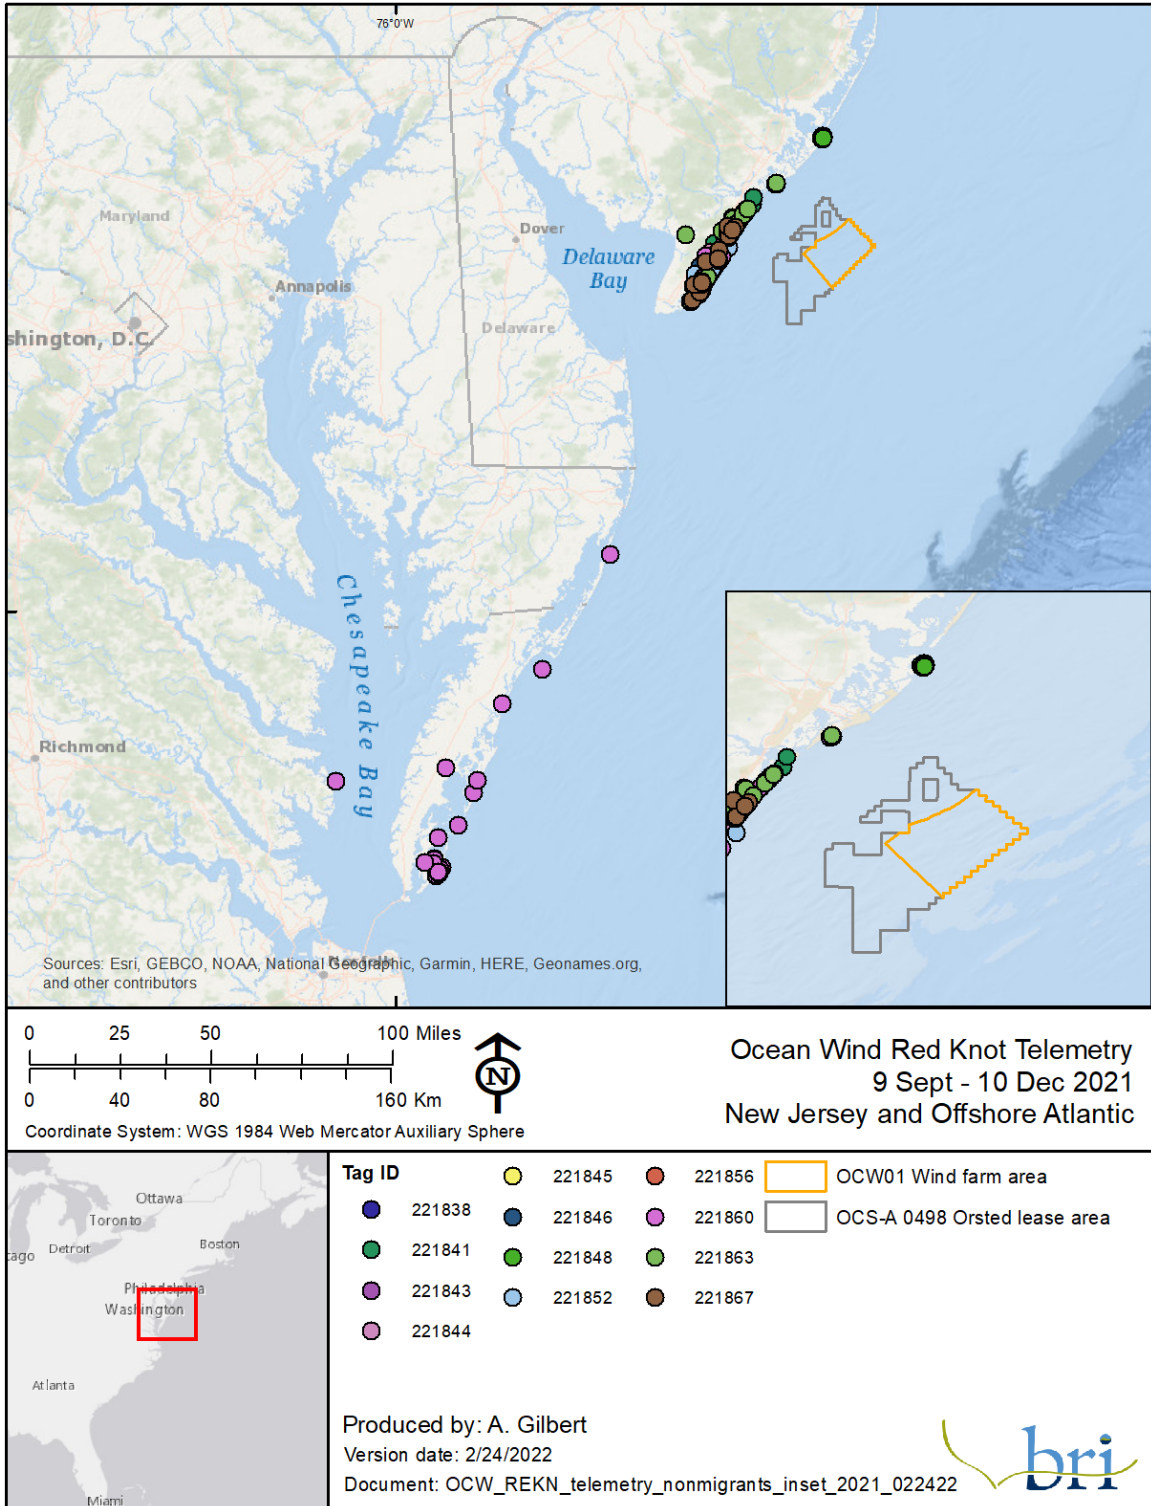 76°0'W
Maryland
Dover
Delaware
Bay
Annapolis
Delaware
shington, D.C.
Chesapeake Bay
Richmond
Norfolk
Sources: Esri, GEBCO, NOAA, National Geographic, Garmin, HERE, Geonames.org,
and other contributors
0 25 50 100 Miles
0 40 80 160 Km
Coordinate System: WGS 1984 Web Mercator Auxiliary Sphere
N
Ocean Wind Red Knot Telemetry
9 Sept - 10 Dec 2021
New Jersey and Offshore Atlantic
Ottawa
Toronto
Detroit
Boston
cago
Philadelphia
Washington
Atlanta
Miami
Tag ID
221838
221841
221843
221844
221845
221846
221848
221852
221856
221860
221863
221867
OCW01 Wind farm area
OCS-A 0498 Orsted lease area
Produced by: A. Gilbert
Version date: 2/24/2022
Document: OCW_REKN_telemetry_nonmigrants_inset_2021_022422
bri